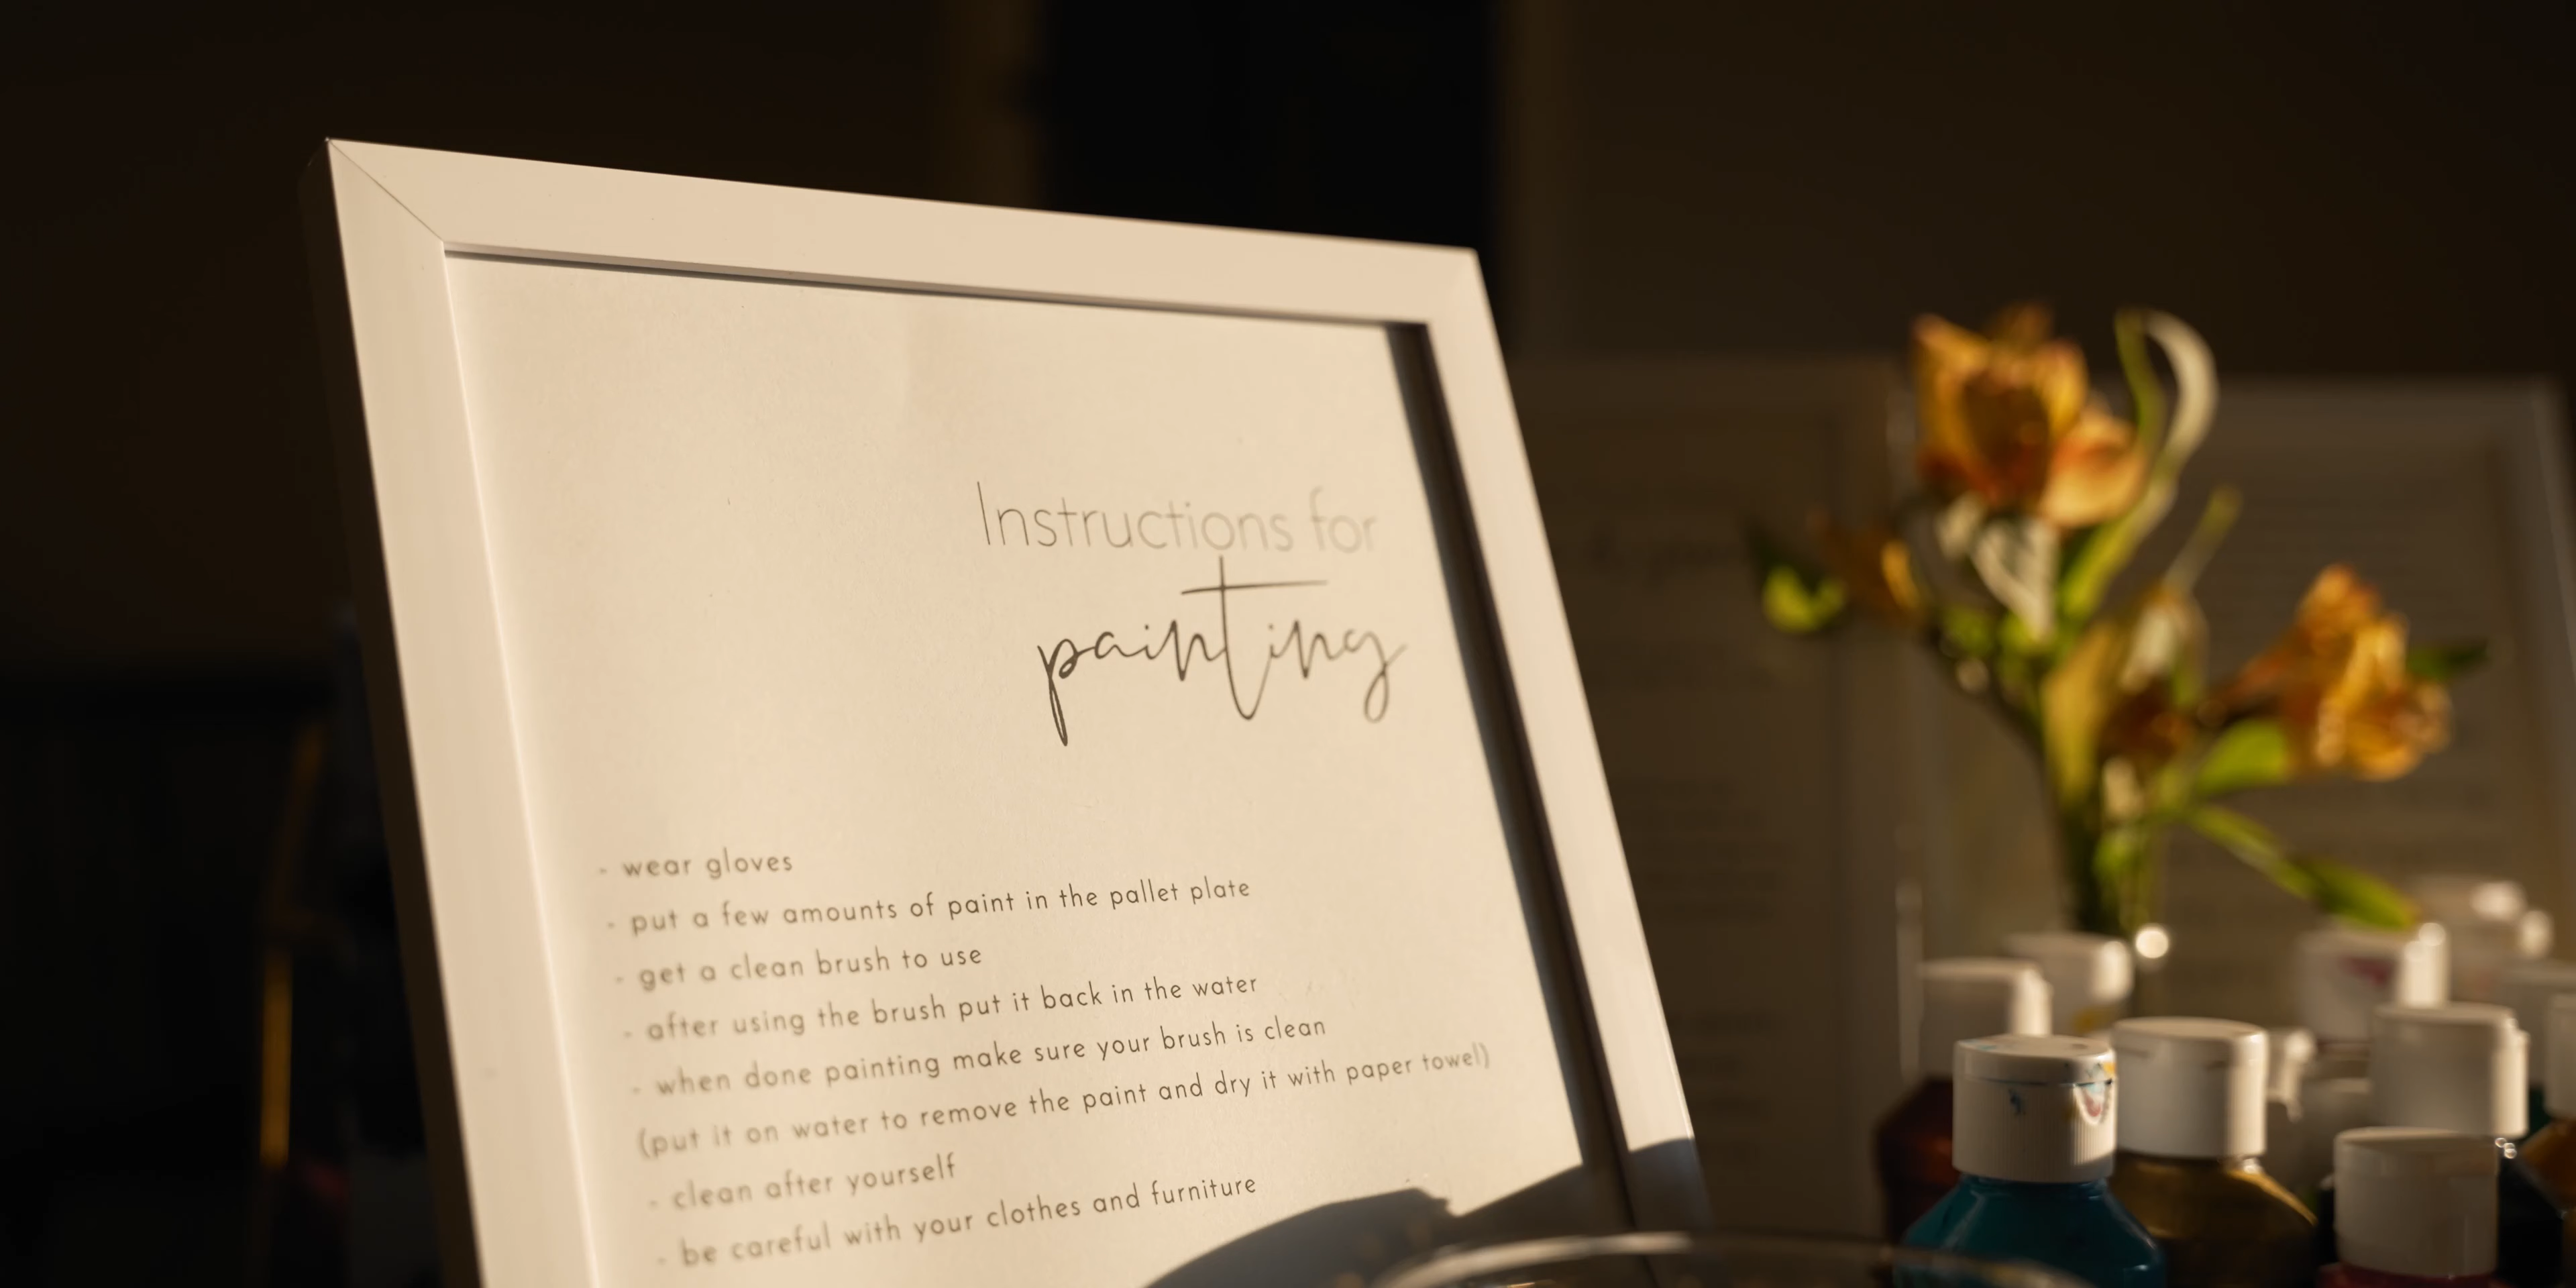 Instructions for
painting
- wear gloves
- put a few amounts of paint in the pallet plate
- get a clean brush to use
- after using the brush put it back in the water
- when done painting make sure your brush is clean
(put it on water to remove the paint and dry it with paper towel)
- clean after yourself
- be careful with your clothes and furniture